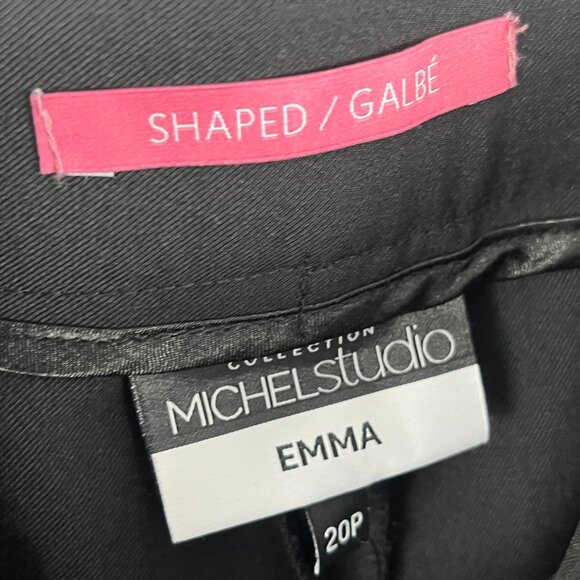 SHAPED / GALBÉ
COLLECTION
MICHELstudio
EMMA
20P